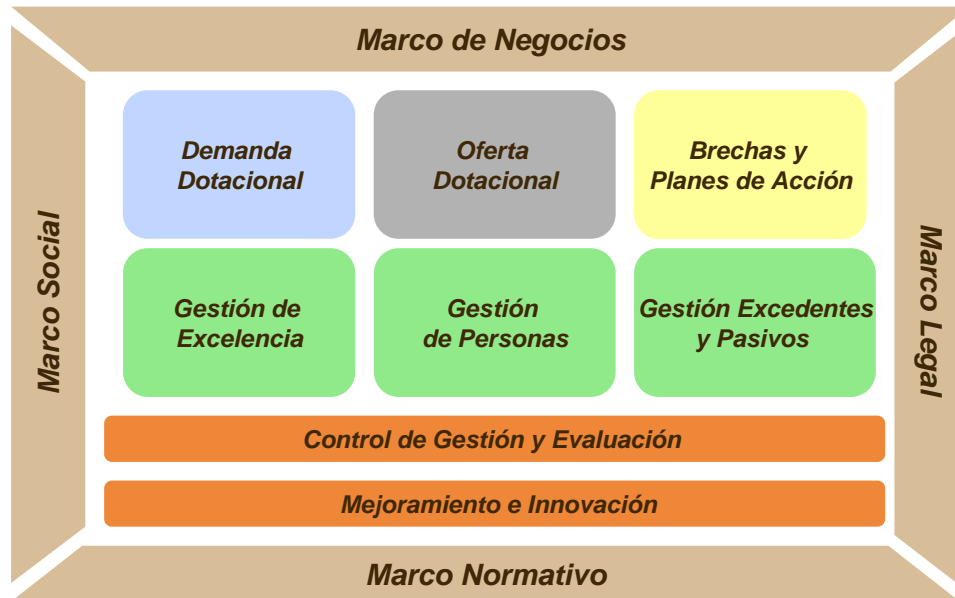 Marco de Negocios
Marco Social
Demanda
Dotacional
Oferta
Dotacional
Brechas y
Planes de Acción
Marco Legal
Gestión de
Excelencia
Gestión
de Personas
Gestión Excedentes
y Pasivos
Control de Gestión y Evaluación
Mejoramiento e Innovación
Marco Normativo